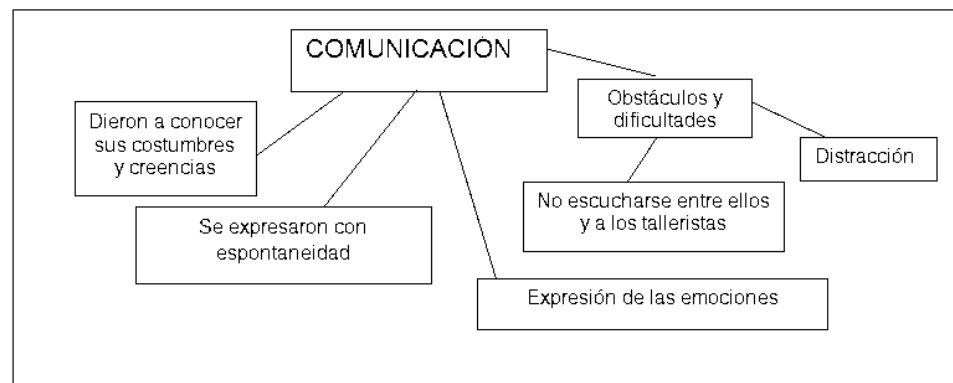 COMUNICACIÓN
Dieron a conocer
sus costumbres
y creencias
Se expresaron con
espontaneidad
Expresión de las emociones
Obstáculos y
dificultades
No escucharse entre ellos
y a los talleristas
Distracción